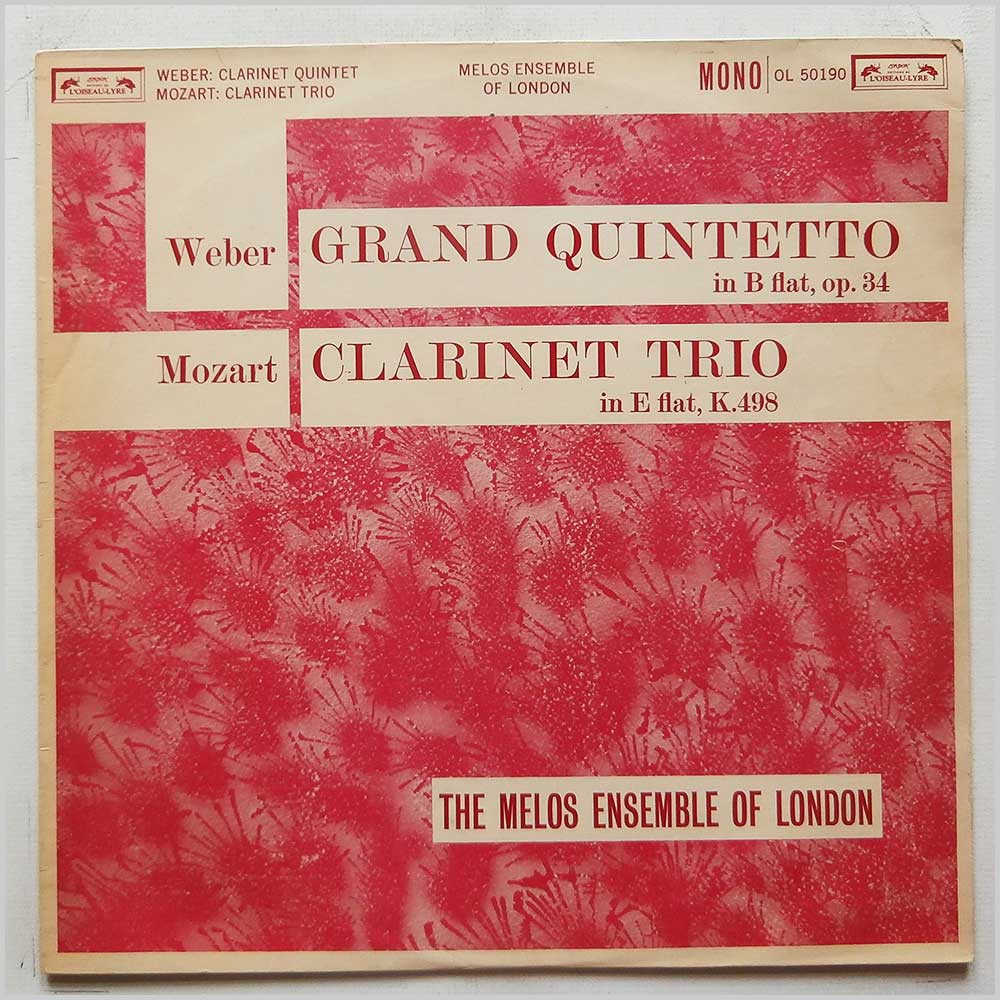 L'OISEAU-LYRE
WEBER: CLARINET QUINTET
MOZART: CLARINET TRIO
MELOS ENSEMBLE
OF LONDON
MONO
OL 50190
L'OISEAU-LYRE
Weber
GRAND QUINTETTO
in B flat, op. 34
Mozart
CLARINET TRIO
in E flat, K.498
THE MELOS ENSEMBLE OF LONDON